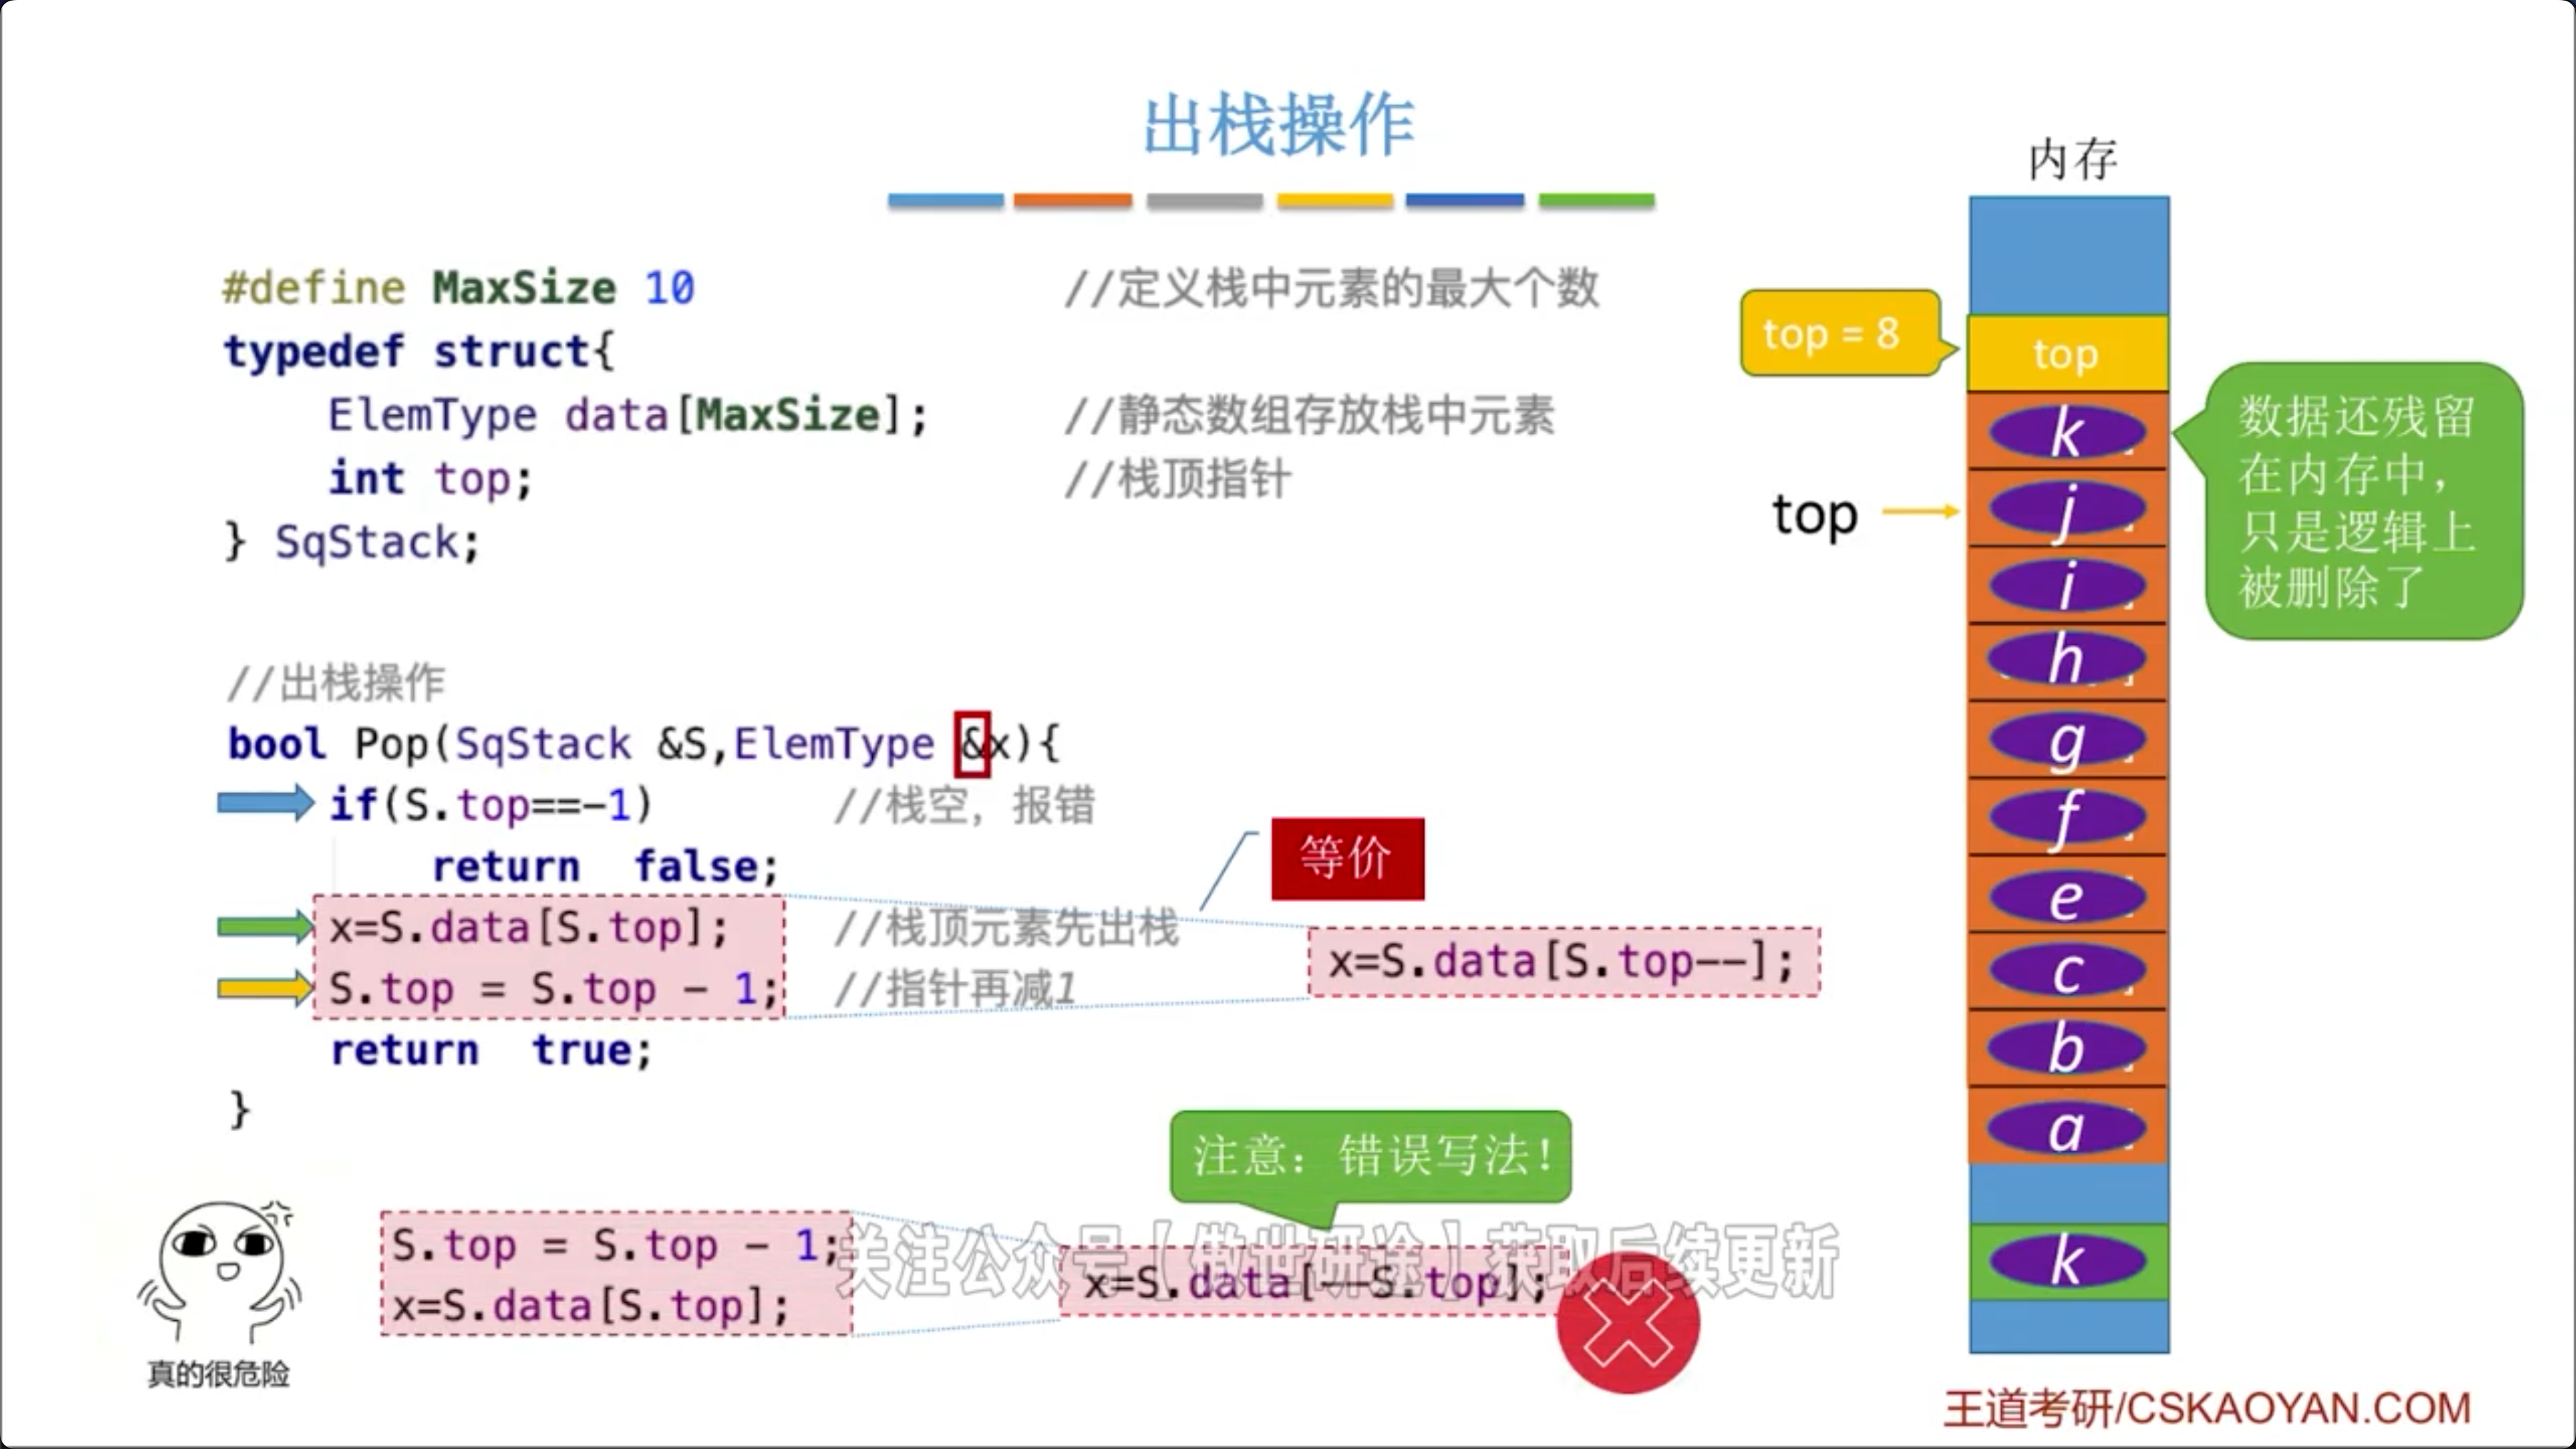 出栈操作
#define MaxSize 10 //定义栈中元素的最大个数
typedef struct{
ElemType data[MaxSize]; //静态数组存放栈中元素
int top; //栈顶指针
} SqStack;
//出栈操作
bool Pop(SqStack &S,ElemType &x){
if(S.top==-1) //栈空，报错
return false;
x=S.data[S.top]; //栈顶元素先出栈
S.top = S.top - 1; //指针再减1
return true;
}
等价
x=S.data[S.top--];
注意：错误写法！
S.top = S.top - 1;
x=S.data[S.top];
x=S.data[--S.top];
关注公众号【傲世研途】获取后续更新
真的很危险
内存
top = 8
top
k
top
j
i
h
g
f
e
c
b
a
k
数据还残留
在内存中，
只是逻辑上
被删除了
王道考研/CSKAOYAN.COM